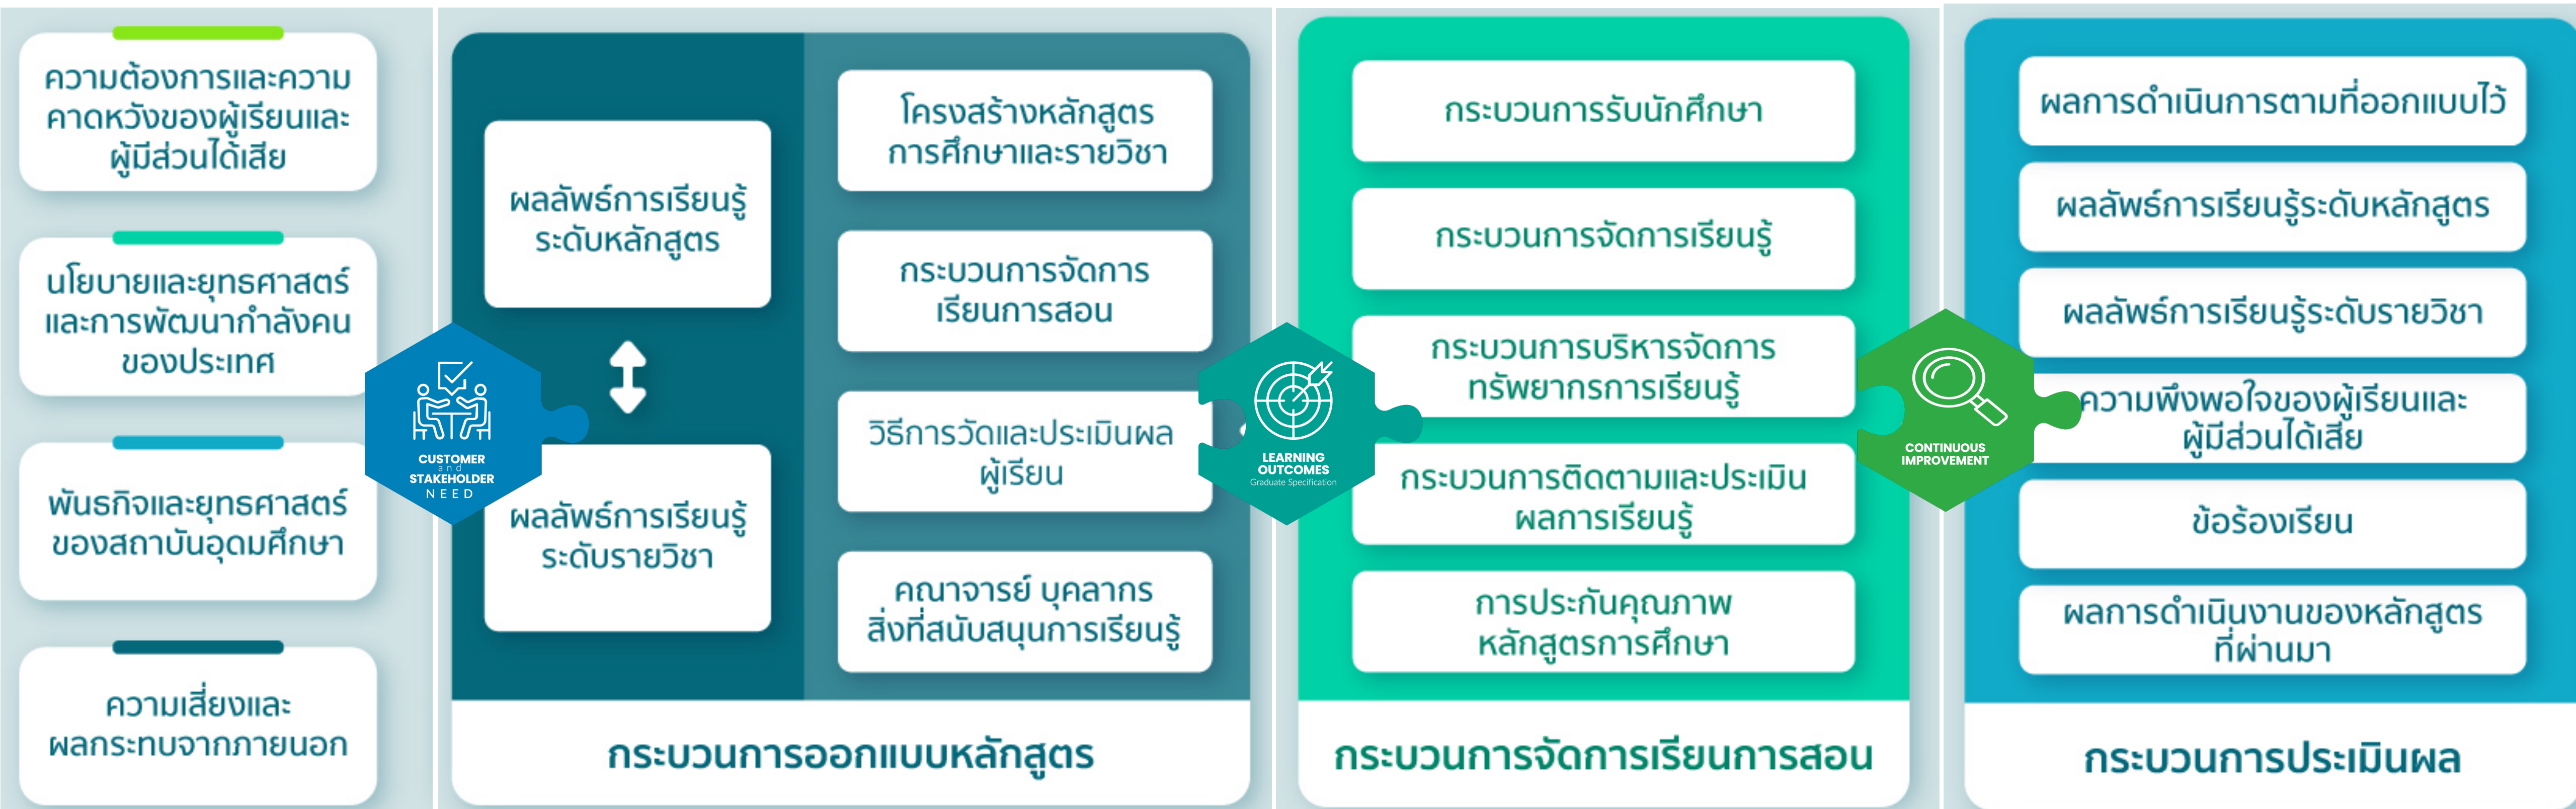 ความต้องการและความ
คาดหวังของผู้เรียนและ
ผู้มีส่วนได้เสีย
นโยบายและยุทธศาสตร์
และการพัฒนากำลังคน
ของประเทศ
พันธกิจและยุทธศาสตร์
ของสถาบันอุดมศึกษา
ความเสี่ยงและ
ผลกระทบจากภายนอก
CUSTOMER
and
STAKEHOLDER
NEED
ผลลัพธ์การเรียนรู้
ระดับหลักสูตร
ผลลัพธ์การเรียนรู้
ระดับรายวิชา
โครงสร้างหลักสูตร
การศึกษาและรายวิชา
กระบวนการจัดการ
เรียนการสอน
วิธีการวัดและประเมินผล
ผู้เรียน
คณาจารย์ บุคลากร
สิ่งที่สนับสนุนการเรียนรู้
กระบวนการออกแบบหลักสูตร
LEARNING
OUTCOMES
Graduate Specification
กระบวนการรับนักศึกษา
กระบวนการจัดการเรียนรู้
กระบวนการบริหารจัดการ
ทรัพยากรการเรียนรู้
กระบวนการติดตามและประเมิน
ผลการเรียนรู้
การประกันคุณภาพ
หลักสูตรการศึกษา
กระบวนการจัดการเรียนการสอน
CONTINUOUS
IMPROVEMENT
ผลการดำเนินการตามที่ออกแบบไว้
ผลลัพธ์การเรียนรู้ระดับหลักสูตร
ผลลัพธ์การเรียนรู้ระดับรายวิชา
ความพึงพอใจของผู้เรียนและ
ผู้มีส่วนได้เสีย
ข้อร้องเรียน
ผลการดำเนินงานของหลักสูตร
ที่ผ่านมา
กระบวนการประเมินผล